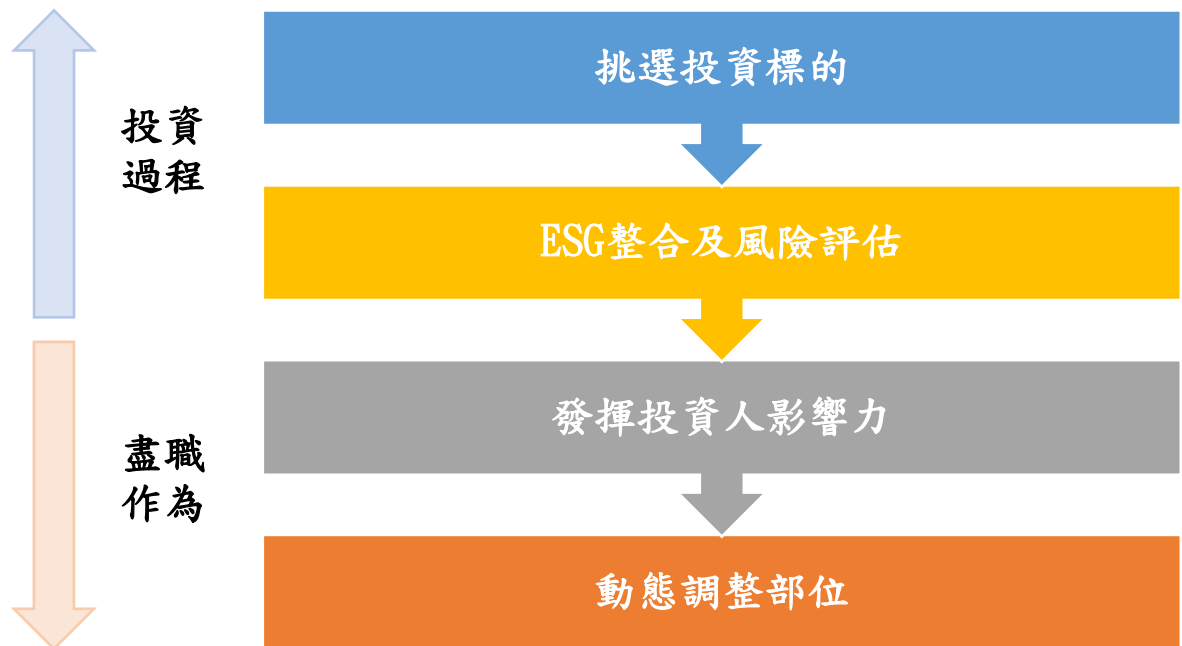 挑選投資標的
投資
過程
ESG整合及風險評估
發揮投資人影響力
盡職
作為
動態調整部位